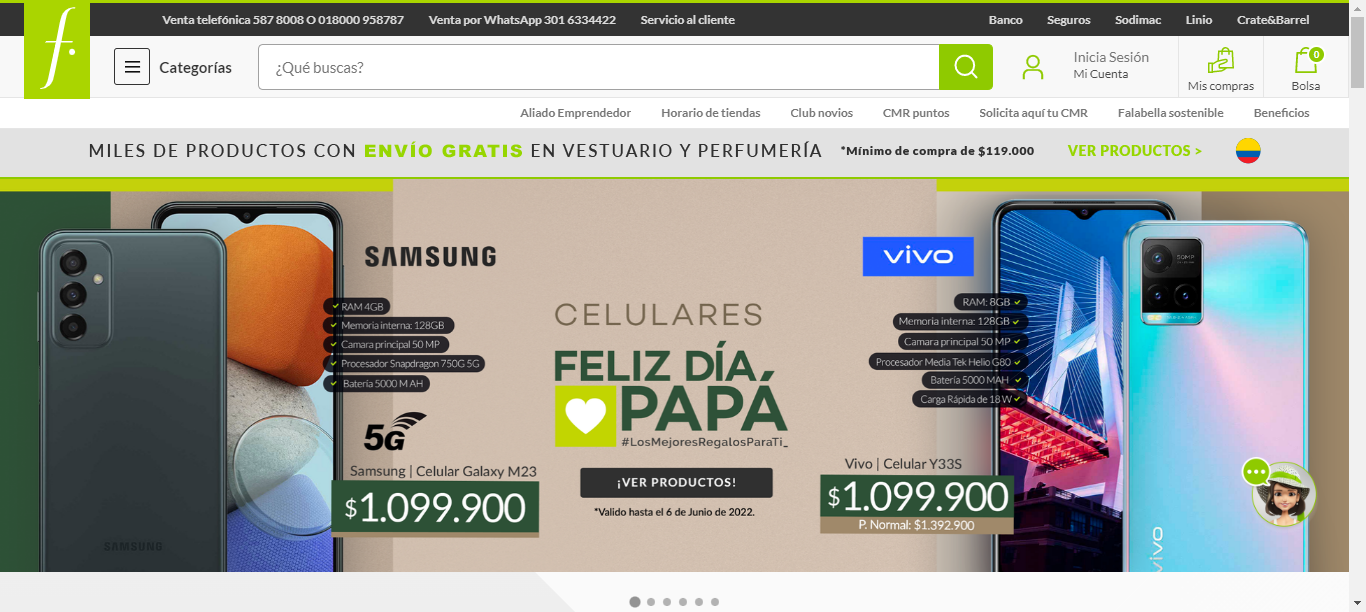 Venta telefónica 587 8008 O 018000 958787 Venta por WhatsApp 301 6334422 Servicio al cliente Banco Seguros Sodimac Linio Crate&Barrel
f.
Categorías
¿Qué buscas?
Inicia Sesión
Mi Cuenta
Mis compras
0
Bolsa
Aliado Emprendedor Horario de tiendas Club novios CMR puntos Solicita aquí tu CMR Falabella sostenible Beneficios
MILES DE PRODUCTOS CON ENVÍO GRATIS EN VESTUARIO Y PERFUMERÍA *Mínimo de compra de $119.000 VER PRODUCTOS >
SAMSUNG
RAM 4GB
Memoria interna: 128GB
Camara principal 50 MP
Procesador Snapdragon 750G 5G
Batería 5000 M AH
5G
Samsung | Celular Galaxy M23
$1.099.900
SAMSUNG
CELULARES
FELIZ DÍA
PAPÁ
#LosMejoresRegalosParaTi_
¡VER PRODUCTOS!
*Valido hasta el 6 de Junio de 2022.
vivo
RAM: 8GB
Memoria interna: 128GB
Camara principal 50 MP
Procesador Media Tek Helio G80
Batería 5000 MAH
Carga Rápida de 18 W
Vivo | Celular Y33S
$1.099.900
P. Normal: $1.392.900
50MP
vivo